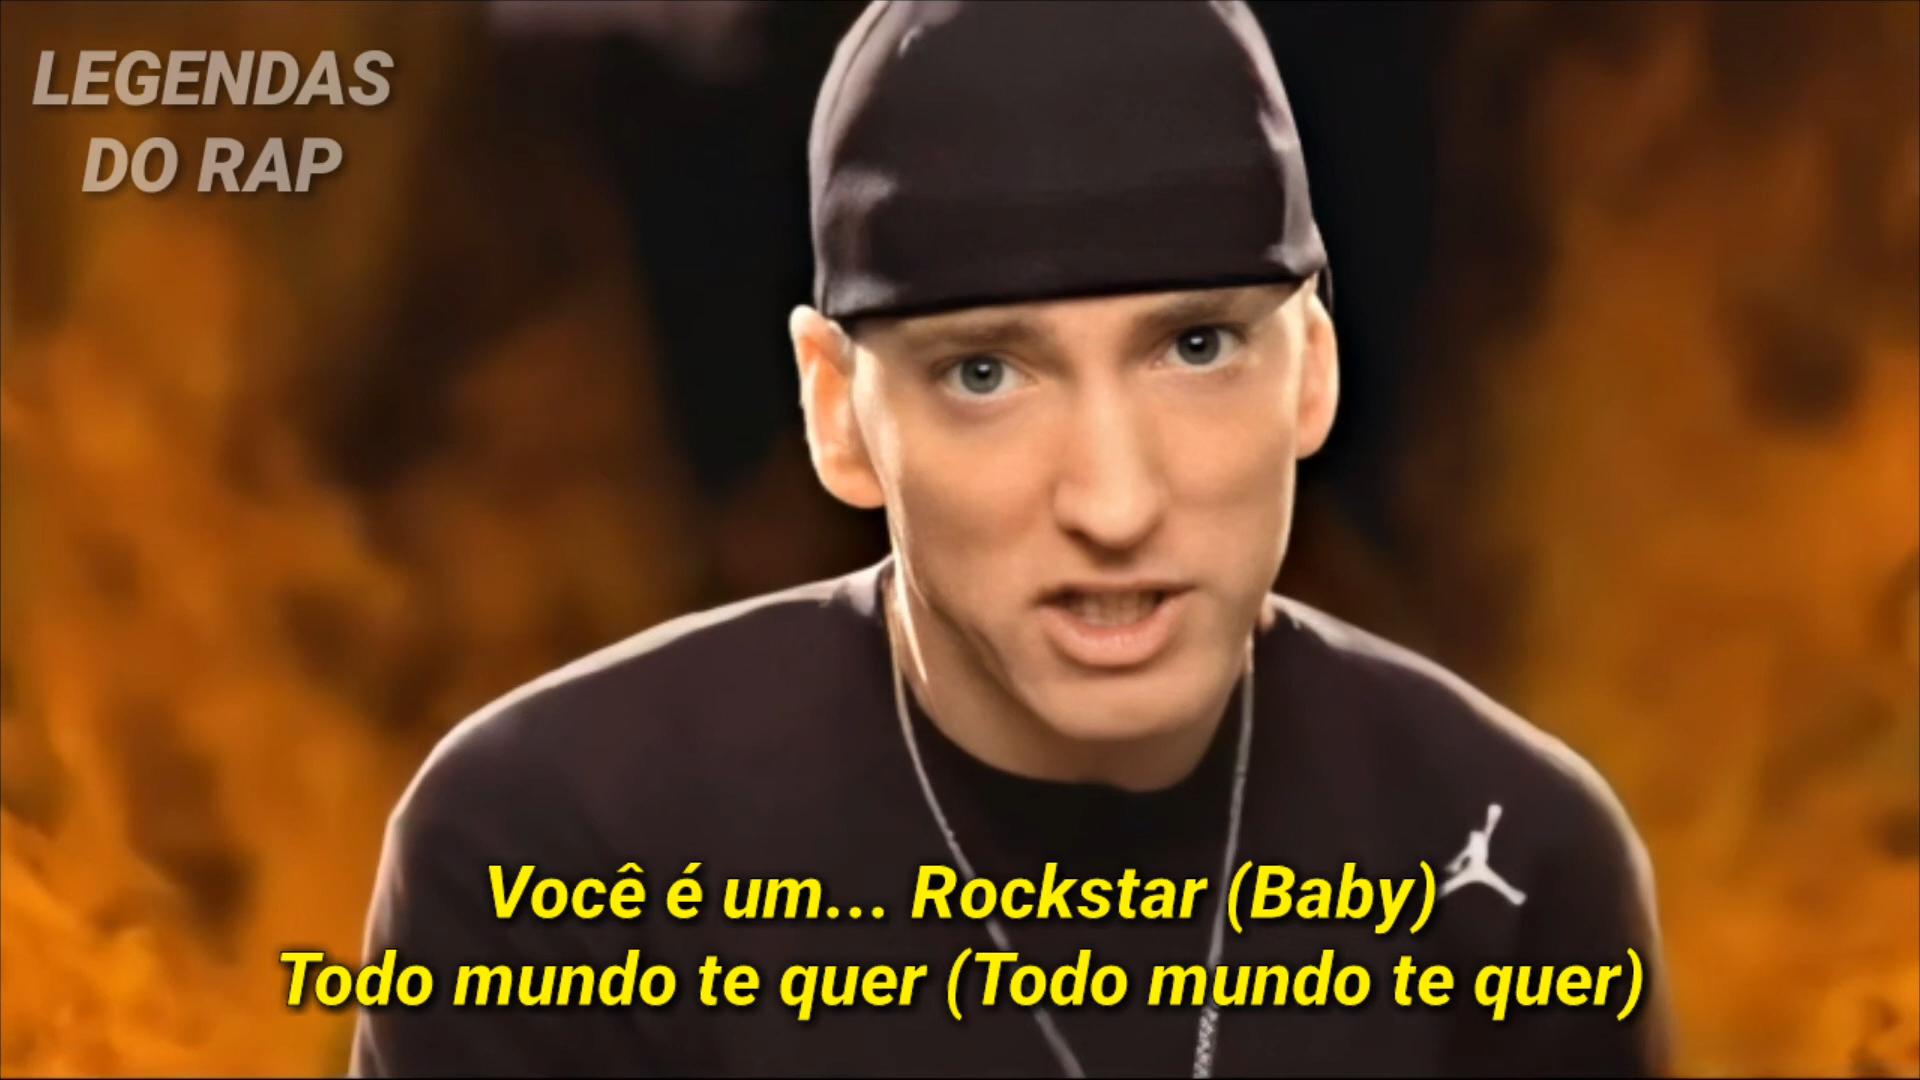 LEGENDAS
DO RAP
Você é um... Rockstar (Baby)
Todo mundo te quer (Todo mundo te quer)